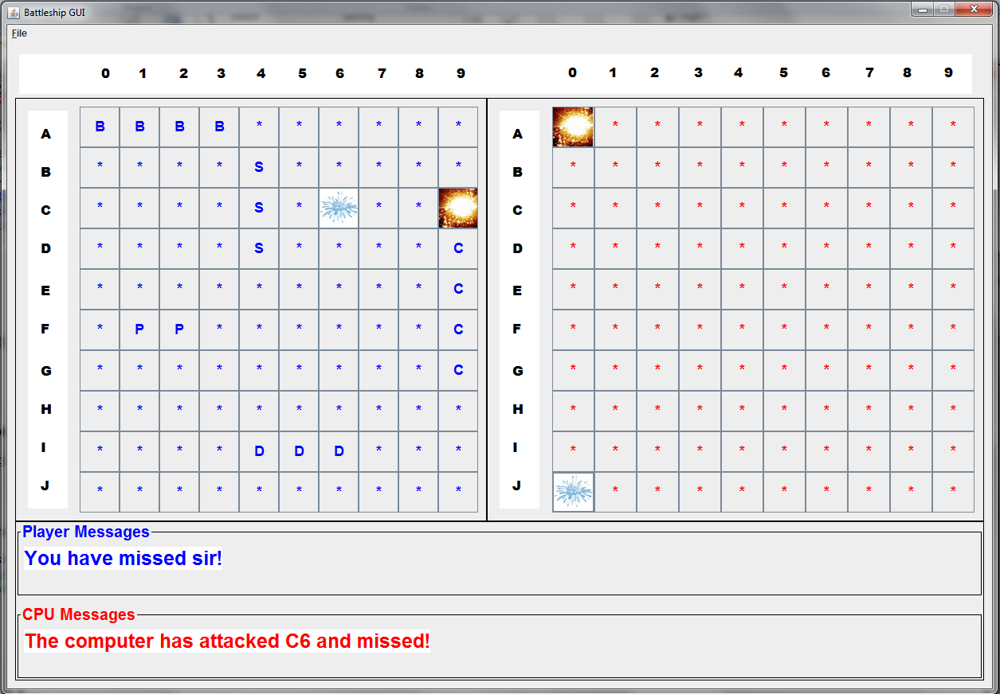 Battleship GUI
File
0 1 2 3 4 5 6 7 8 9 0 1 2 3 4 5 6 7 8 9
A B B B B * * * * * * A * * * * * * * * *
B * * * * S * * * * * B * * * * * * * * * *
C * * * * S * * * C * * * * * * * * * *
D * * * * S * * * * C D * * * * * * * * * *
E * * * * * * * * * C E * * * * * * * * * *
F * P P * * * * * * C F * * * * * * * * * *
G * * * * * * * * * C G * * * * * * * * * *
H * * * * * * * * * * H * * * * * * * * * *
I * * * * D D D * * * I * * * * * * * * * *
J * * * * * * * * * * J * * * * * * * * *
Player Messages
You have missed sir!
CPU Messages
The computer has attacked C6 and missed!